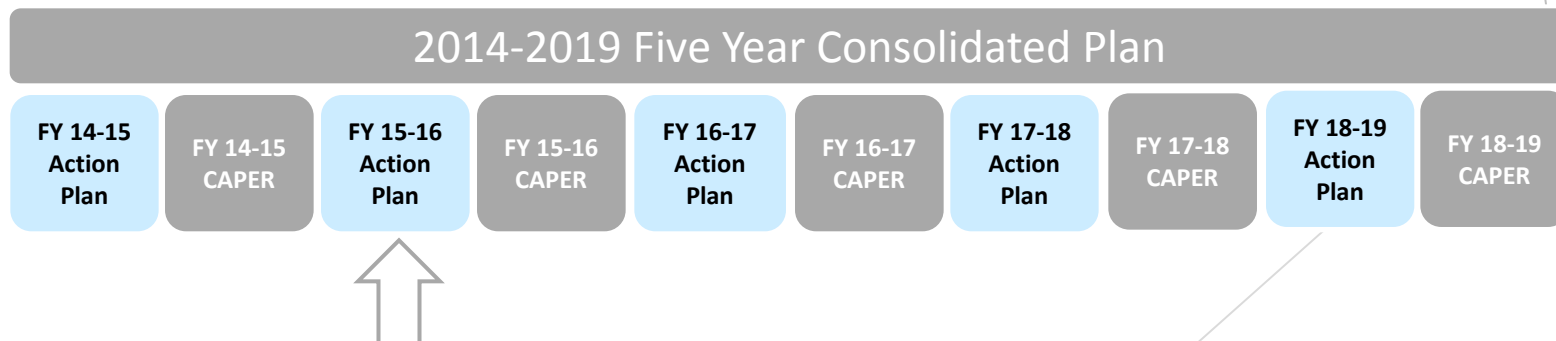 2014-2019 Five Year Consolidated Plan
FY 14-15
Action
Plan
FY 14-15
CAPER
FY 15-16
Action
Plan
FY 15-16
CAPER
FY 16-17
Action
Plan
FY 16-17
CAPER
FY 17-18
Action
Plan
FY 17-18
CAPER
FY 18-19
Action
Plan
FY 18-19
CAPER